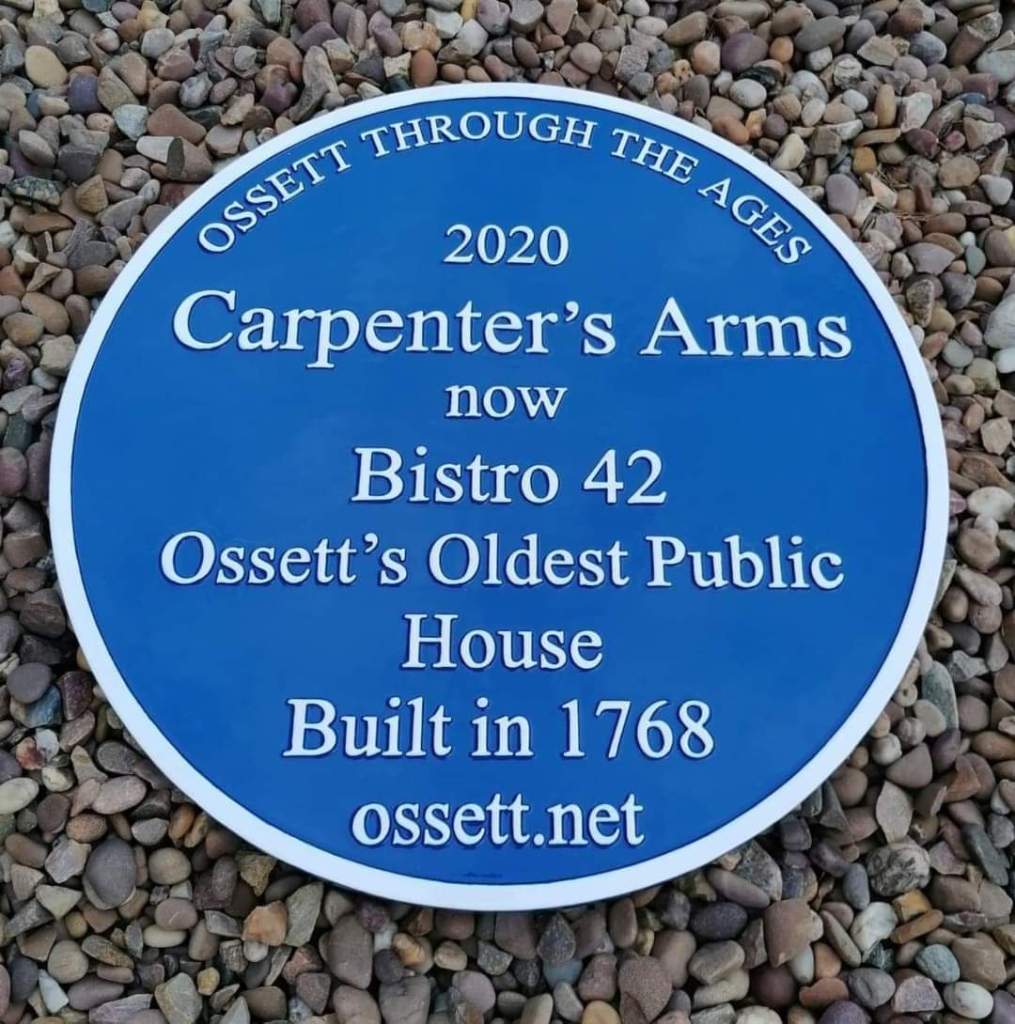 OSSETT THROUGH THE AGES
2020
Carpenter's Arms
now
Bistro 42
Ossett's Oldest Public
House
Built in 1768
ossett.net